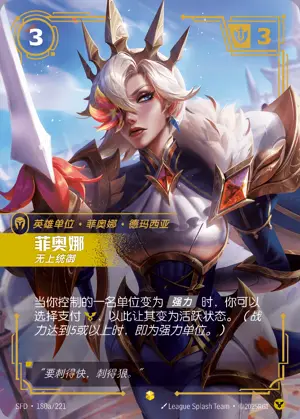 3
3
英雄单位·菲奥娜·德玛西亚
菲奥娜
无上统御
当你控制的一名单位变为 强力 时，你可以
选择支付 ，以此让其变为活跃状态。（战
力达到5或以上时，即为强力单位。）
“要刺得快，刺得狠。”
SFD · 180a/221
League Splash Team